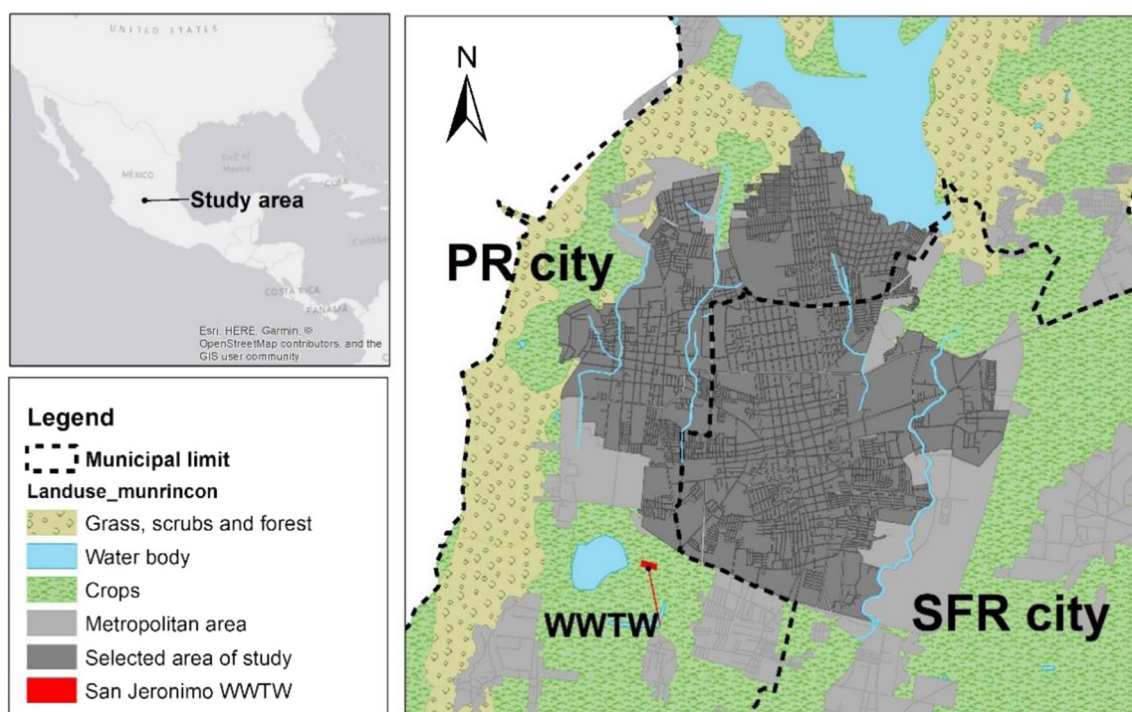 UNITED STATES
Gulf of
Mexico
MÉXICO
CUBA
Study area
Caribbe
COSTA RICA
PANAMA
Esri, HERE, Garmin, ©
OpenStreetMap contributors, and the
GIS user community
Legend
Municipal limit
Landuse_munrincon
Grass, scrubs and forest
Water body
Crops
Metropolitan area
Selected area of study
San Jeronimo WWTW
N
PR city
WWTW
SFR city